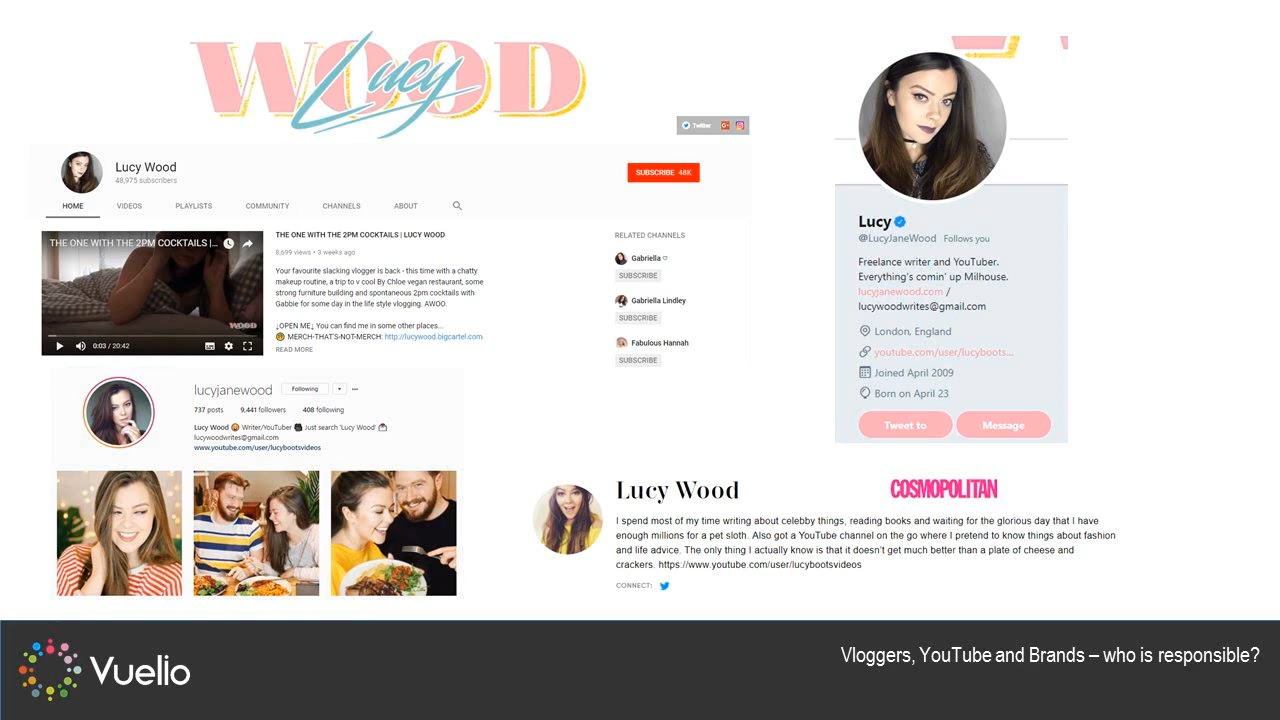 WOOD
Lucy
Twitter
Lucy Wood
48,975 subscribers
SUBSCRIBE 48K
HOME VIDEOS PLAYLISTS COMMUNITY CHANNELS ABOUT
THE ONE WITH THE 2PM COCKTAILS |...
WOOD
0:03 / 20:42
THE ONE WITH THE 2PM COCKTAILS | LUCY WOOD
8,699 views • 3 weeks ago
Your favourite slacking vlogger is back - this time with a chatty
makeup routine, a trip to v cool By Chloe vegan restaurant, some
strong furniture building and spontaneous 2pm cocktails with
Gabbie for some day in the life style vlogging. AWOO.
↓OPEN ME↓ You can find me in some other places...
MERCH-THAT'S-NOT-MERCH: http://lucywood.bigcartel.com
READ MORE
RELATED CHANNELS
Gabriella ♡
SUBSCRIBE
Gabriella Lindley
SUBSCRIBE
Fabulous Hannah
SUBSCRIBE
Lucy
@LucyJaneWood Follows you
Freelance writer and YouTuber.
Everything's comin' up Milhouse.
lucyjanewood.com /
lucywoodwrites@gmail.com
London, England
youtube.com/user/lucyboots...
Joined April 2009
Born on April 23
Tweet to Message
lucyjanewood Following
737 posts 9,441 followers 408 following
Lucy Wood Writer/YouTuber Just search 'Lucy Wood'
lucywoodwrites@gmail.com
www.youtube.com/user/lucybootsvideos
Lucy Wood
COSMOPOLITAN
I spend most of my time writing about celebby things, reading books and waiting for the glorious day that I have
enough millions for a pet sloth. Also got a YouTube channel on the go where I pretend to know things about fashion
and life advice. The only thing I actually know is that it doesn't get much better than a plate of cheese and
crackers. https://www.youtube.com/user/lucybootsvideos
CONNECT:
Vuelio
Vloggers, YouTube and Brands – who is responsible?